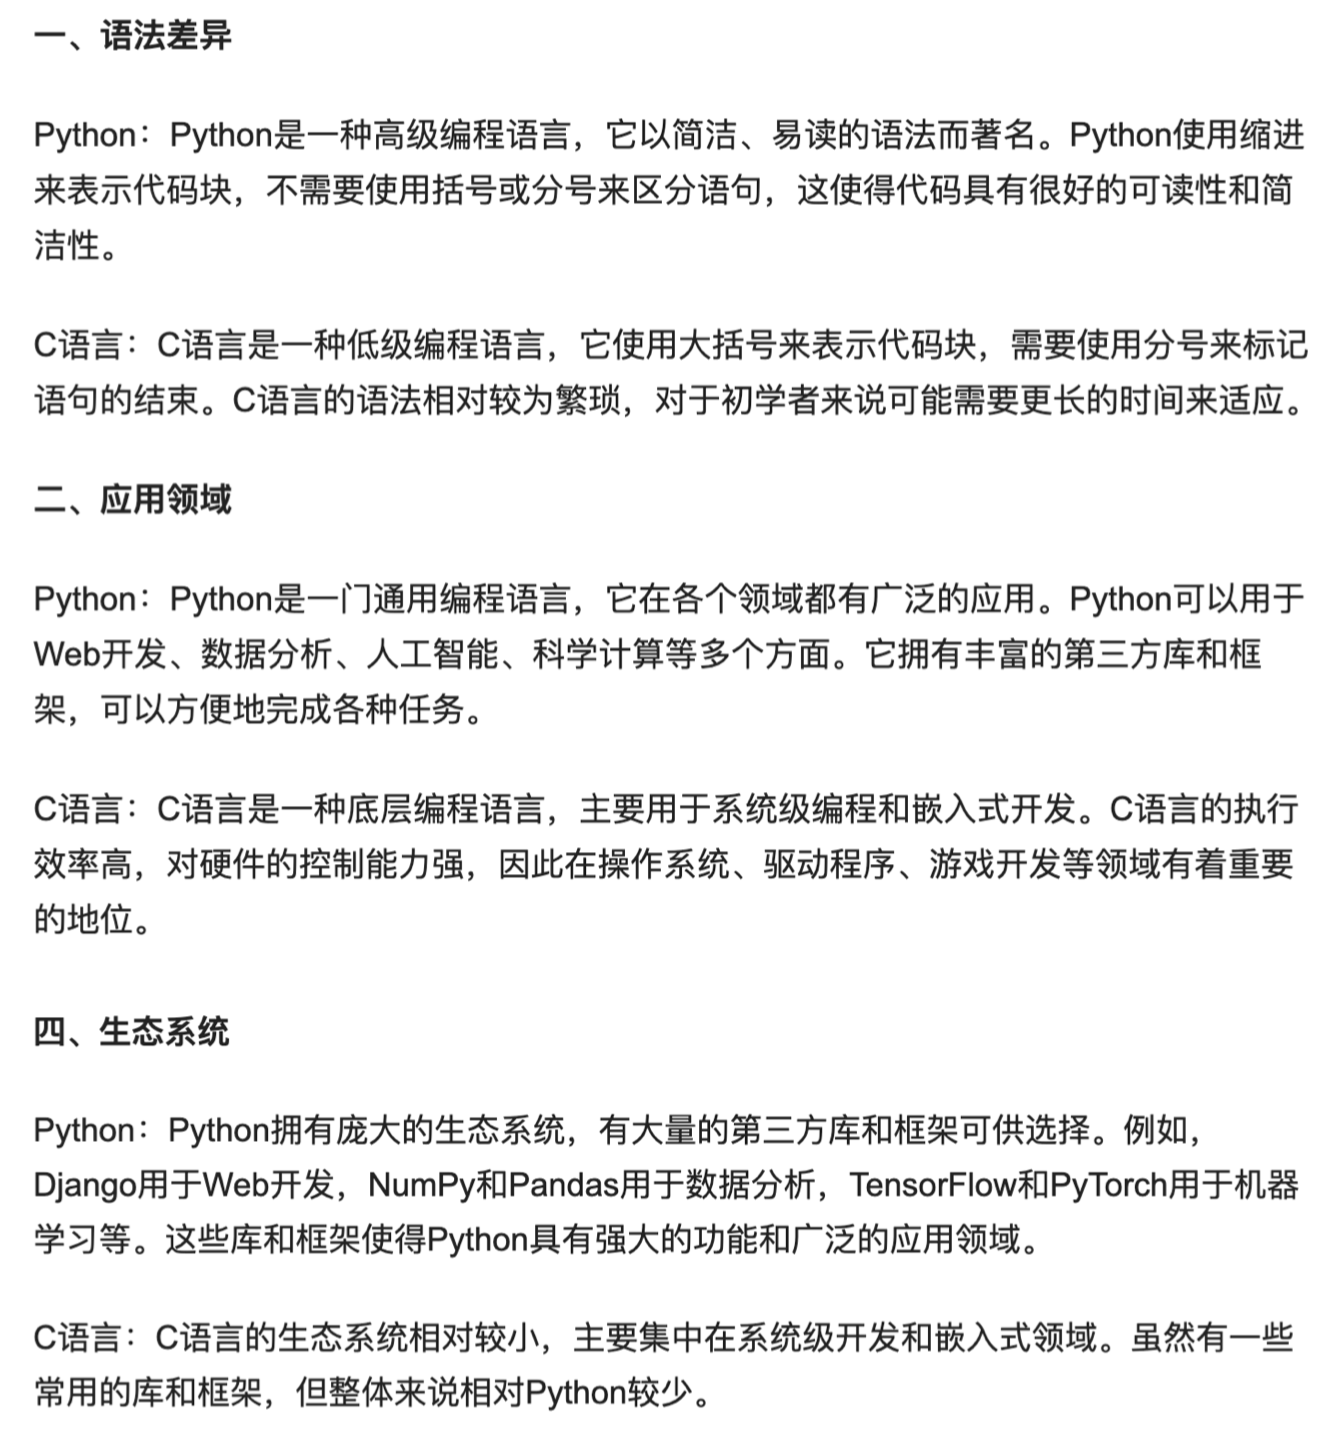 一、语法差异
Python：Python是一种高级编程语言，它以简洁、易读的语法而著名。Python使用缩进
来表示代码块，不需要使用括号或分号来区分语句，这使得代码具有很好的可读性和简
洁性。
C语言：C语言是一种低级编程语言，它使用大括号来表示代码块，需要使用分号来标记
语句的结束。C语言的语法相对较为繁琐，对于初学者来说可能需要更长的时间来适应。
二、应用领域
Python：Python是一门通用编程语言，它在各个领域都有广泛的应用。Python可以用于
Web开发、数据分析、人工智能、科学计算等多个方面。它拥有丰富的第三方库和框
架，可以方便地完成各种任务。
C语言：C语言是一种底层编程语言，主要用于系统级编程和嵌入式开发。C语言的执行
效率高，对硬件的控制能力强，因此在操作系统、驱动程序、游戏开发等领域有着重要
的地位。
四、生态系统
Python：Python拥有庞大的生态系统，有大量的第三方库和框架可供选择。例如，
Django用于Web开发，NumPy和Pandas用于数据分析，TensorFlow和PyTorch用于机器
学习等。这些库和框架使得Python具有强大的功能和广泛的应用领域。
C语言：C语言的生态系统相对较小，主要集中在系统级开发和嵌入式领域。虽然有一些
常用的库和框架，但整体来说相对Python较少。